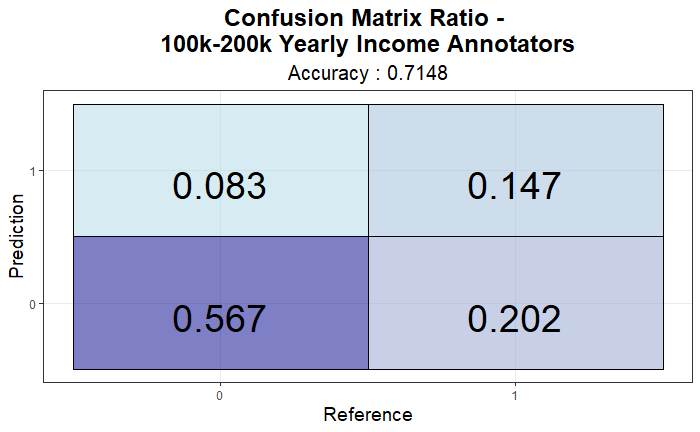 Confusion Matrix Ratio -
100k-200k Yearly Income Annotators
Accuracy : 0.7148
Prediction
1
0.083
0.147
0
0.567
0.202
0
1
Reference